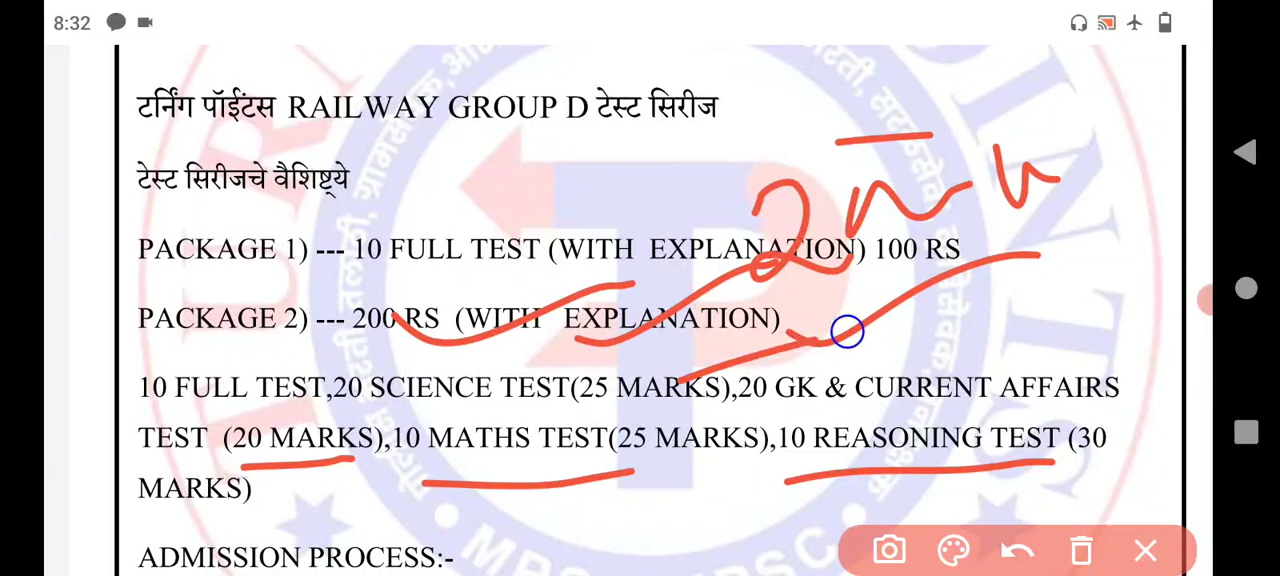 8:32
टर्निंग पॉईंटस RAILWAY GROUP D टेस्ट सिरीज
टेस्ट सिरीजचे वैशिष्ट्ये
PACKAGE 1) --- 10 FULL TEST (WITH EXPLANATION) 100 RS
PACKAGE 2) --- 200 RS (WITH EXPLANATION)
10 FULL TEST,20 SCIENCE TEST(25 MARKS),20 GK & CURRENT AFFAIRS
TEST (20 MARKS),10 MATHS TEST(25 MARKS),10 REASONING TEST (30
MARKS)
ADMISSION PROCESS:-